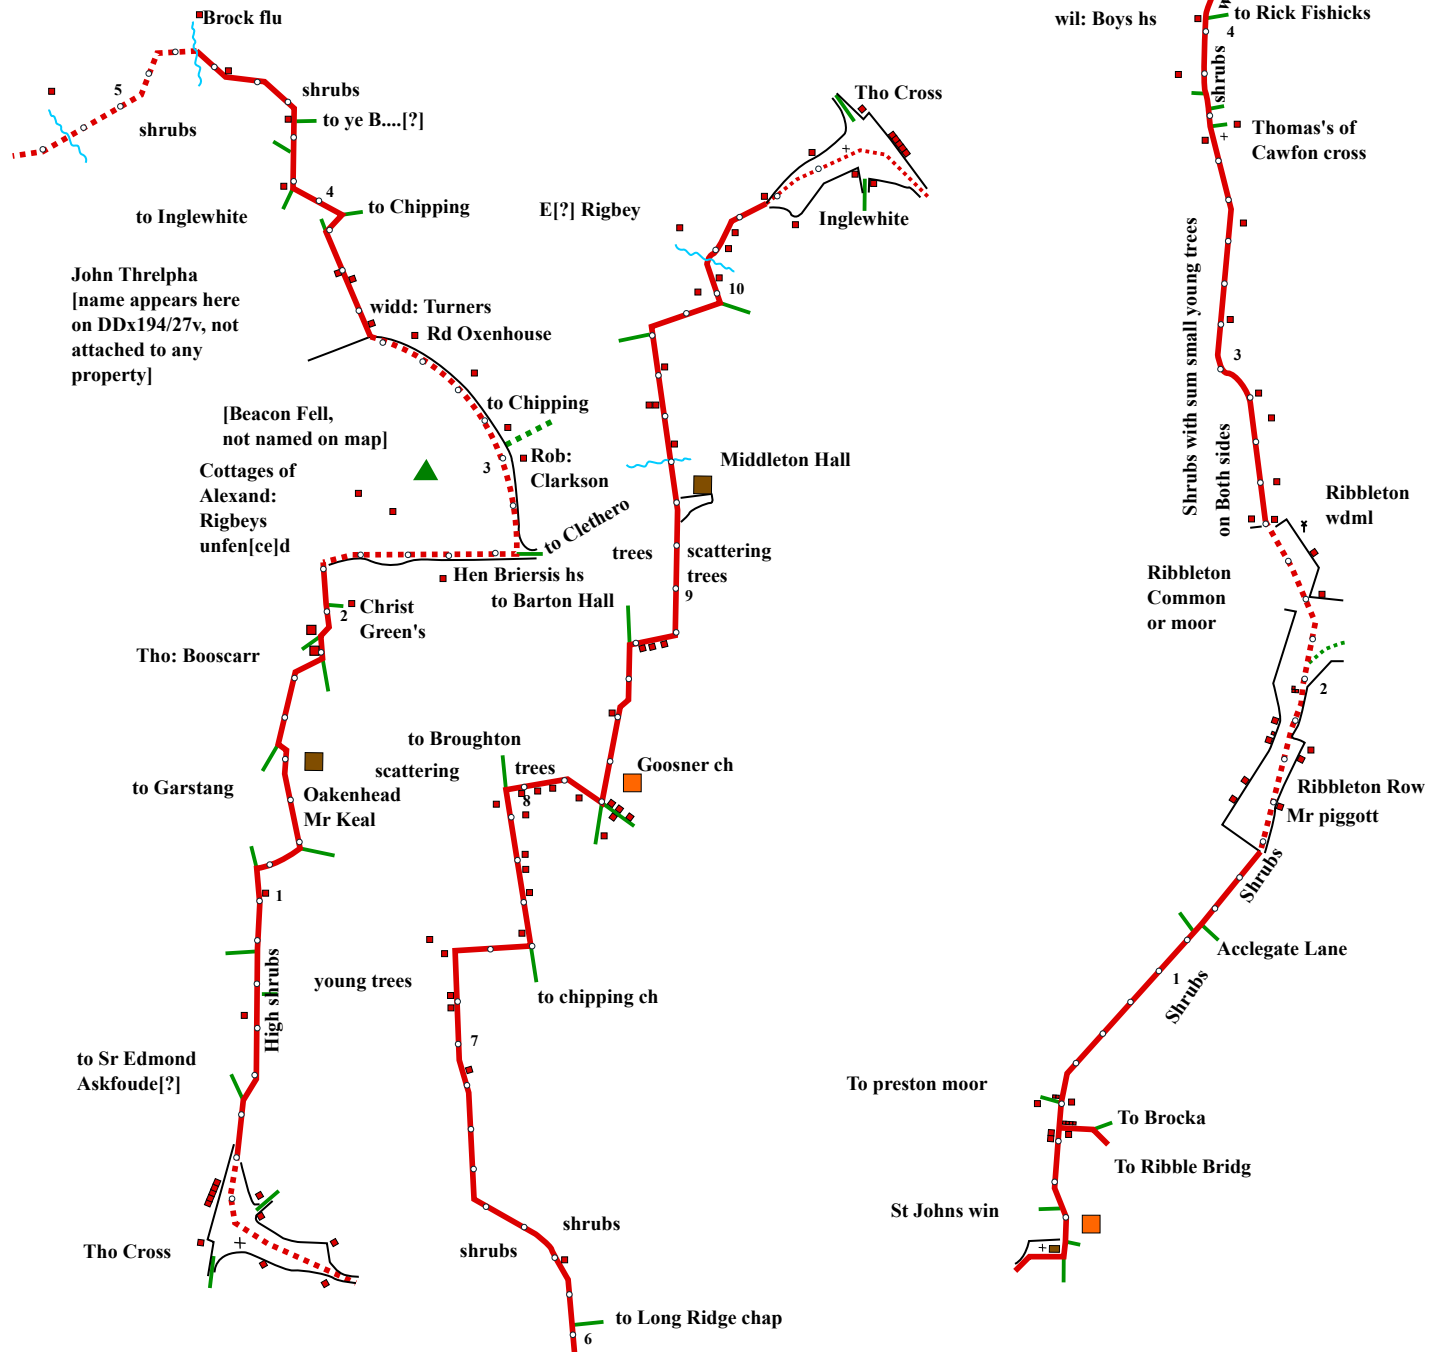 Brock flu
5
shrubs
shrubs
to ye B....[?]
4
to Inglewhite
to Chipping
John Threlpha
[name appears here
on DDx194/27v, not
attached to any
property]
widd: Turners
Rd Oxenhouse
to Chipping
[Beacon Fell,
not named on map]
3
Rob:
Clarkson
Cottages of
Alexand:
Rigbeys
unfen[ce]d
to Clethero
Hen Briersis hs
2
Christ
Green's
Tho: Booscarr
to Garstang
Oakenhead
Mr Keal
1
High shrubs
to Sr Edmond
Askfoude[?]
Tho Cross
Tho Cross
Inglewhite
E[?] Rigbey
10
Middleton Hall
trees
scattering
trees
9
to Barton Hall
to Broughton
scattering
trees
Goosner ch
8
young trees
to chipping ch
7
shrubs
shrubs
to Long Ridge chap
6
wil: Boys hs
to Rick Fishicks
4
shrubs
Thomas's of
Cawfon cross
Shrubs with sum small young trees
on Both sides
3
Ribbleton
wdml
Ribbleton
Common
or moor
2
Ribbleton Row
Mr piggott
Shrubs
Acclegate Lane
1
Shrubs
To preston moor
To Brocka
To Ribble Bridg
St Johns win